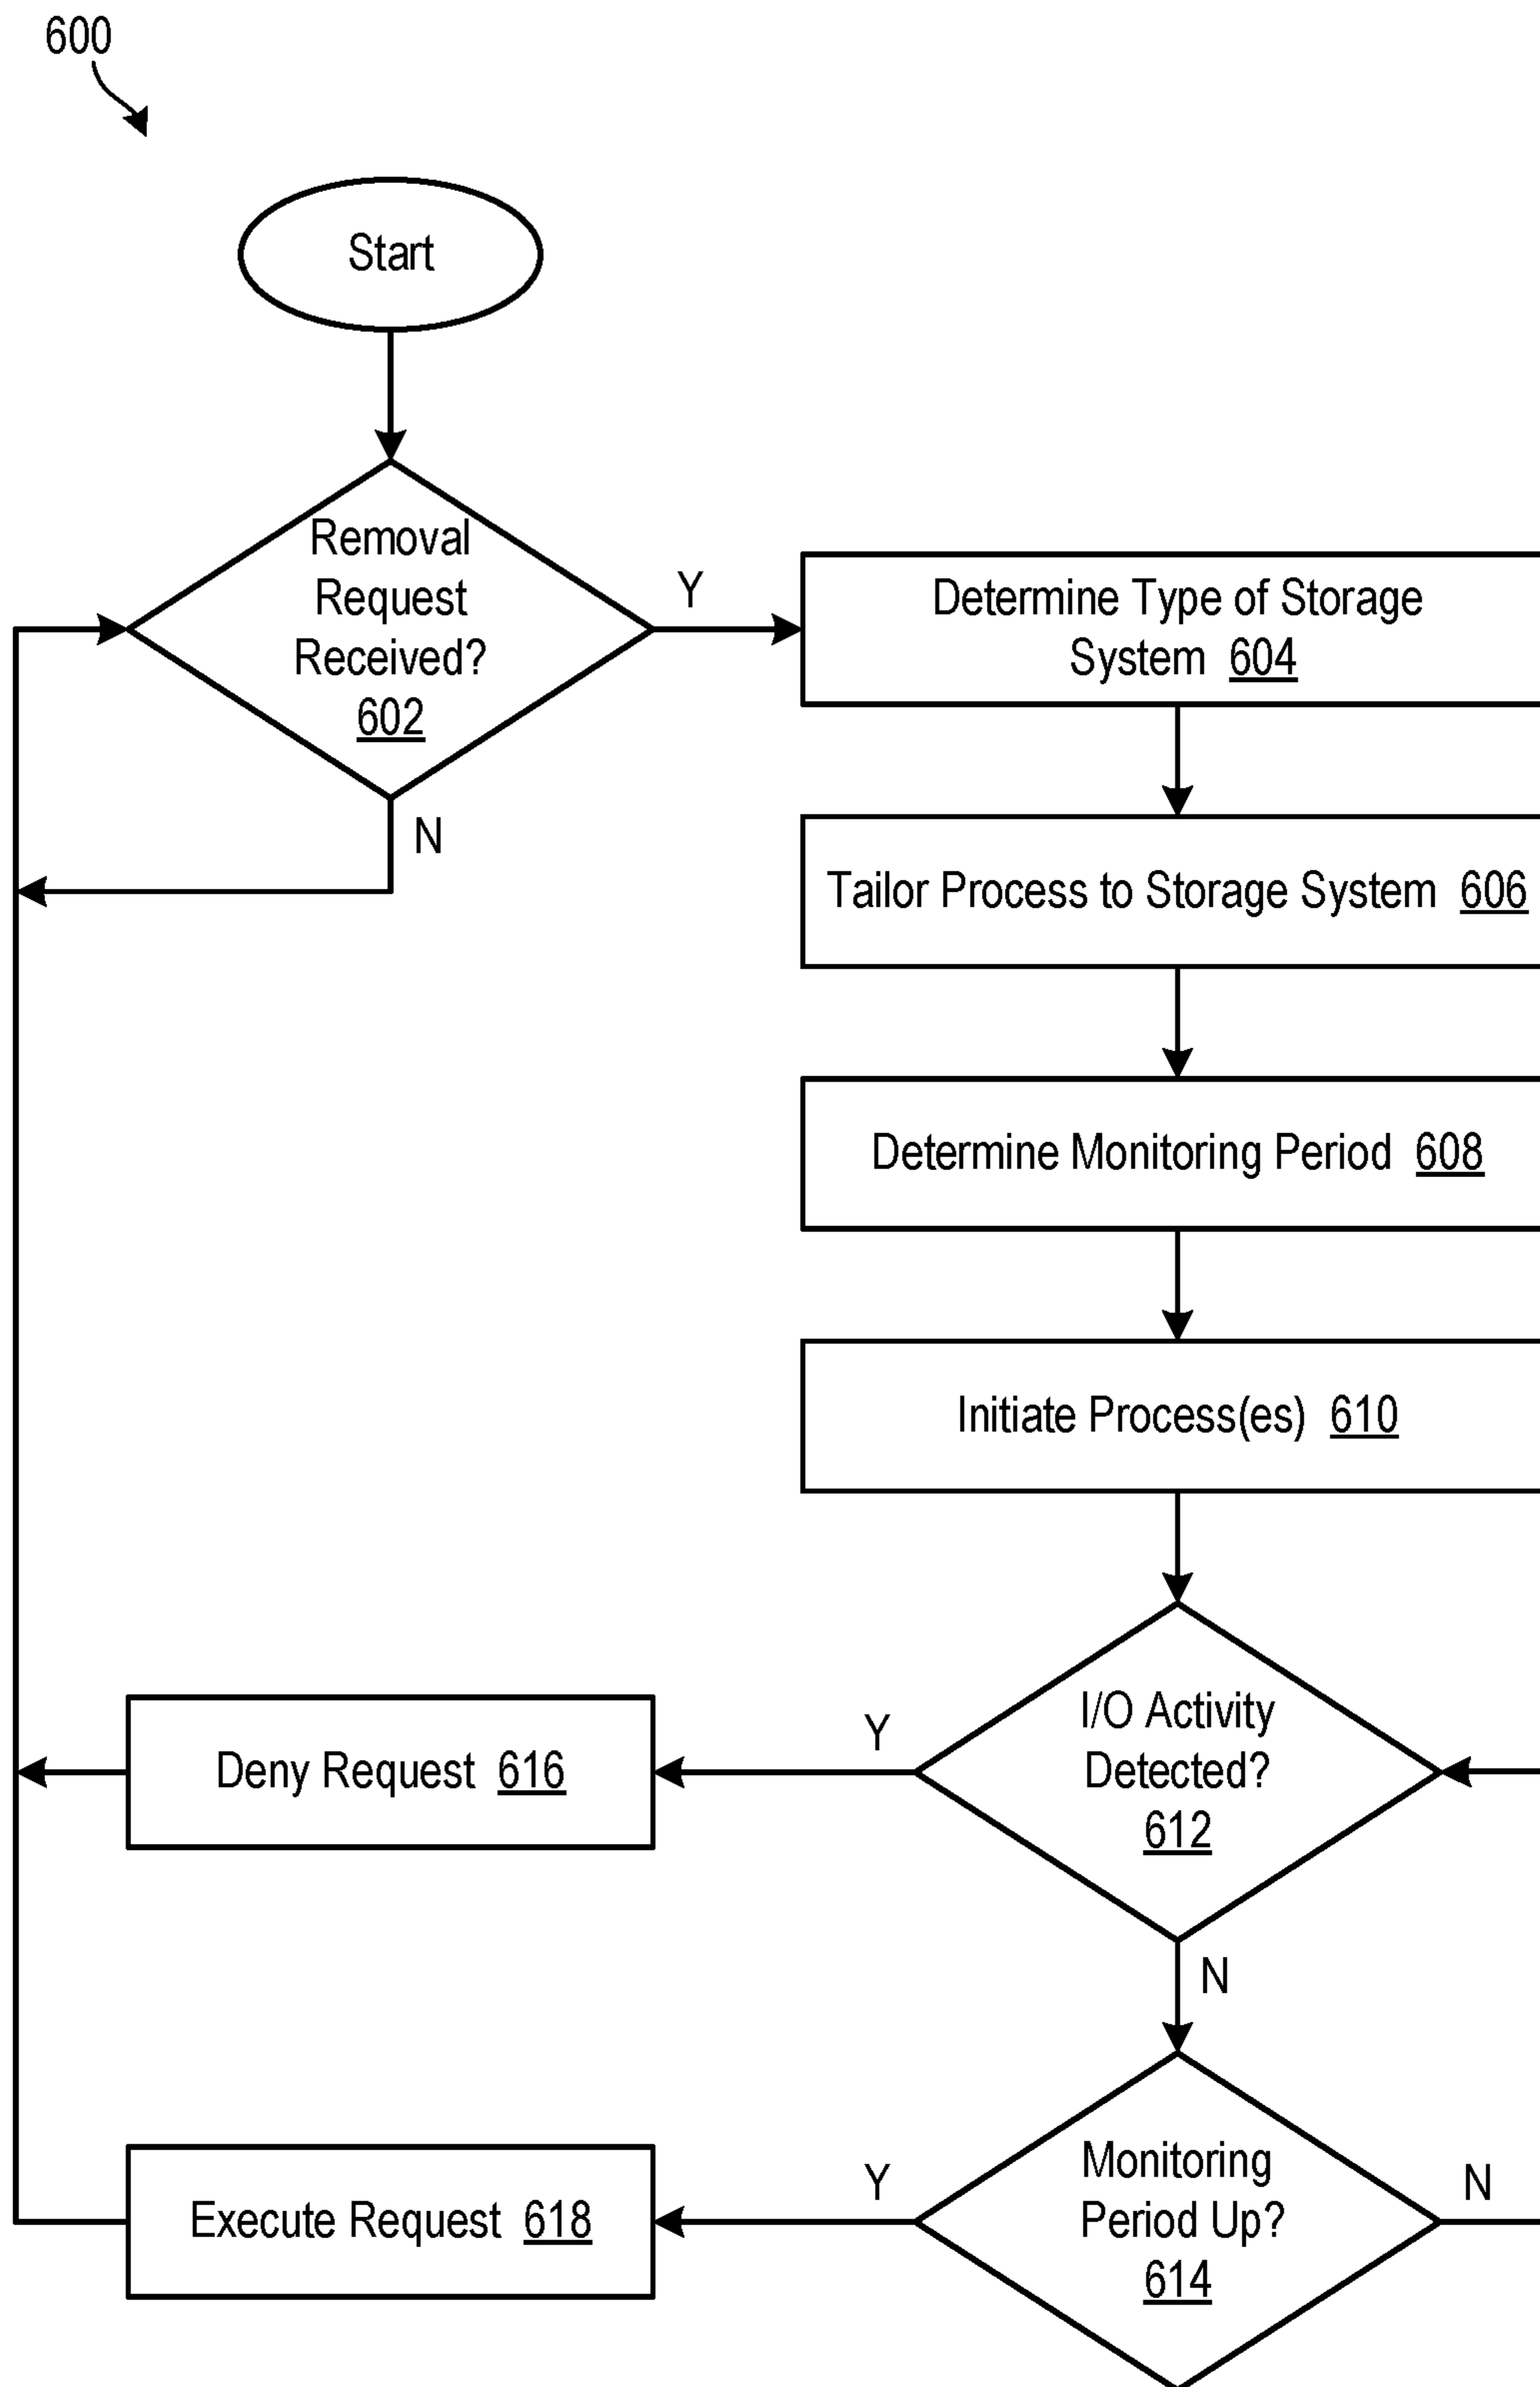 600
Start
Removal
Request
Received?
602
Y
N
Determine Type of Storage
System 604
Tailor Process to Storage System 606
Determine Monitoring Period 608
Initiate Process(es) 610
I/O Activity
Detected?
612
Y
N
Deny Request 616
Monitoring
Period Up?
614
Y
N
Execute Request 618